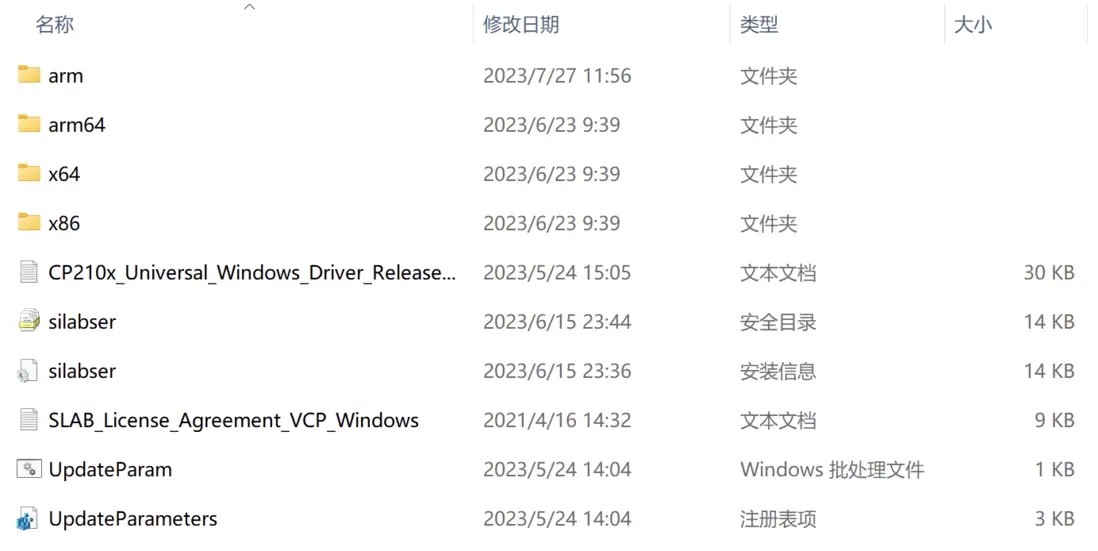 名称 修改日期 类型 大小
arm 2023/7/27 11:56 文件夹
arm64 2023/6/23 9:39 文件夹
x64 2023/6/23 9:39 文件夹
x86 2023/6/23 9:39 文件夹
CP210x_Universal_Windows_Driver_Release... 2023/5/24 15:05 文本文档 30 KB
silabser 2023/6/15 23:44 安全目录 14 KB
silabser 2023/6/15 23:36 安装信息 14 KB
SLAB_License_Agreement_VCP_Windows 2021/4/16 14:32 文本文档 9 KB
UpdateParam 2023/5/24 14:04 Windows 批处理文件 1 KB
UpdateParameters 2023/5/24 14:04 注册表项 3 KB